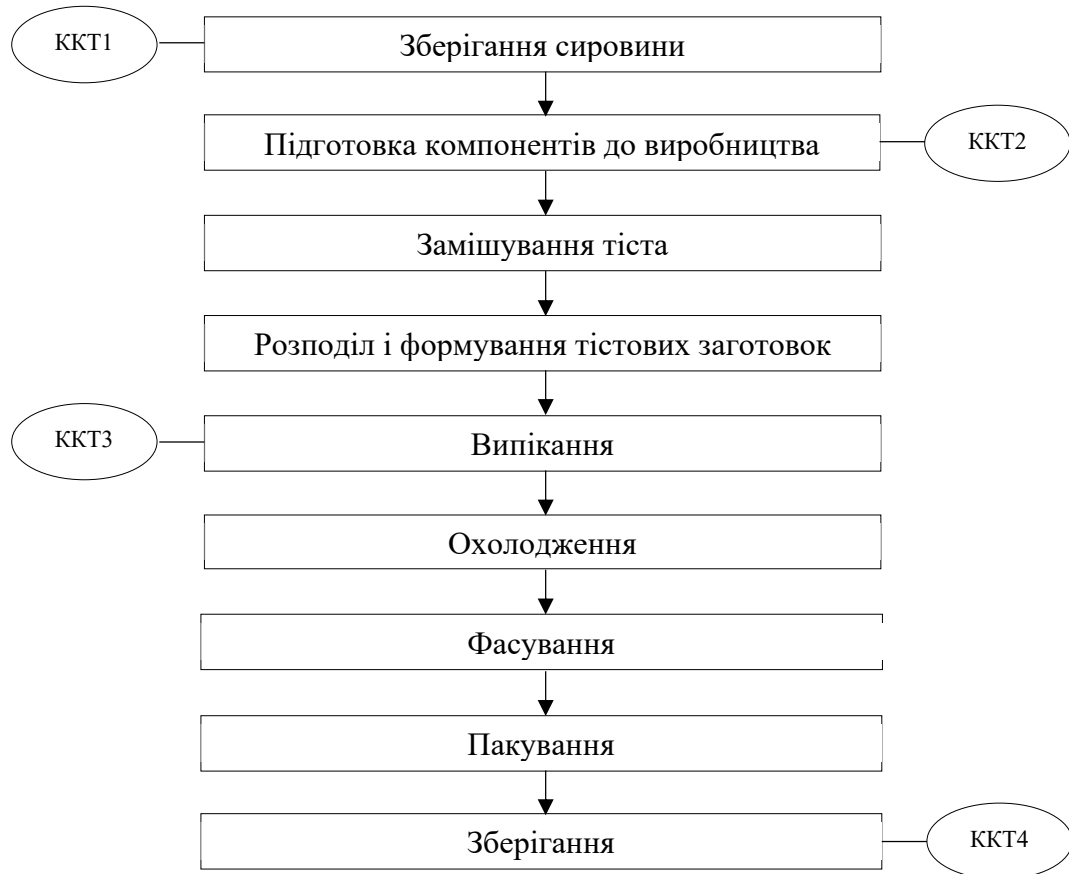 ККТ1
Зберігання сировини
Підготовка компонентів до виробництва
ККТ2
Замішування тіста
Розподіл і формування тістових заготовок
ККТ3
Випікання
Охолодження
Фасування
Пакування
Зберігання
ККТ4